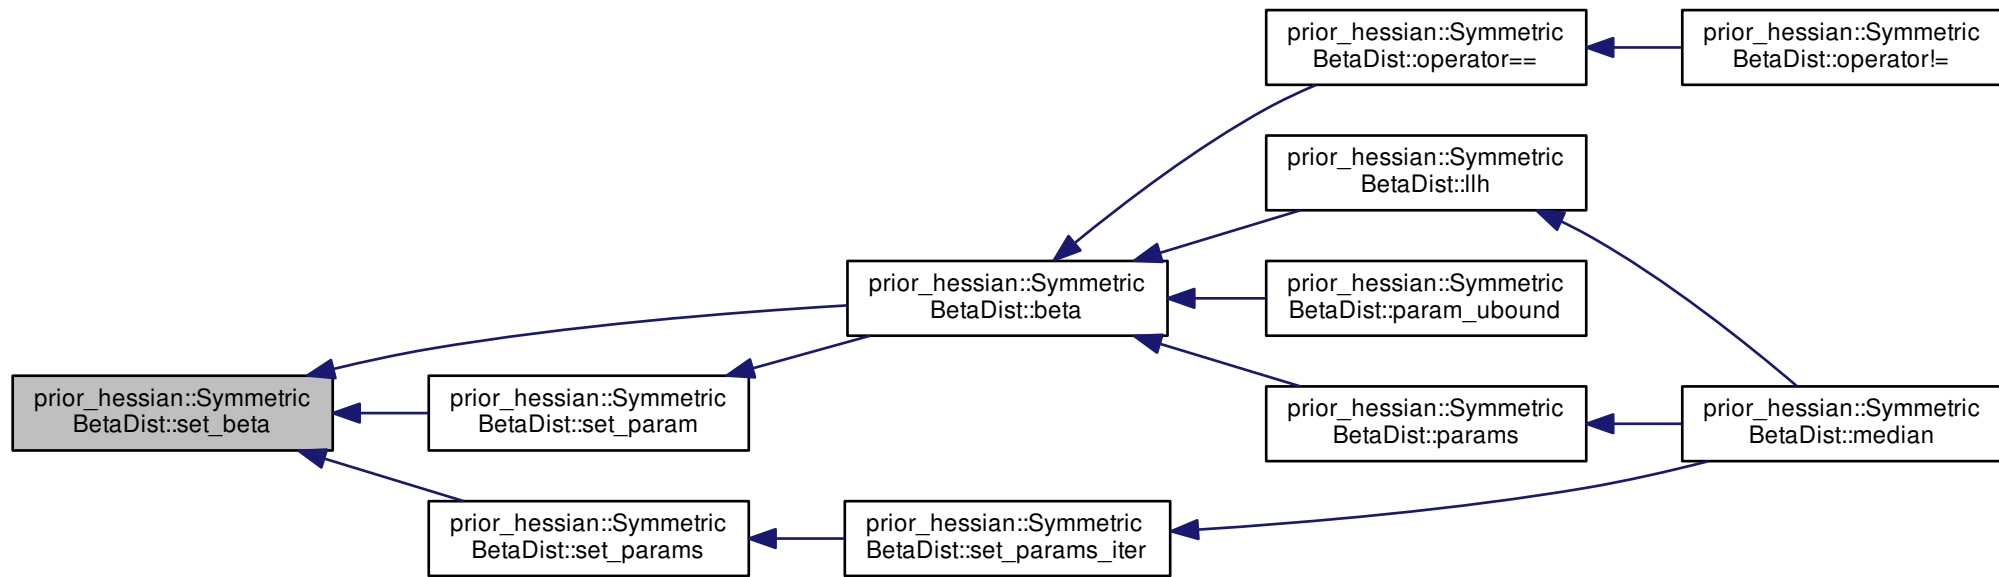 prior_hessian::Symmetric
BetaDist::operator==
prior_hessian::Symmetric
BetaDist::operator!=
prior_hessian::Symmetric
BetaDist::llh
prior_hessian::Symmetric
BetaDist::beta
prior_hessian::Symmetric
BetaDist::param_ubound
prior_hessian::Symmetric
BetaDist::set_beta
prior_hessian::Symmetric
BetaDist::set_param
prior_hessian::Symmetric
BetaDist::params
prior_hessian::Symmetric
BetaDist::median
prior_hessian::Symmetric
BetaDist::set_params
prior_hessian::Symmetric
BetaDist::set_params_iter